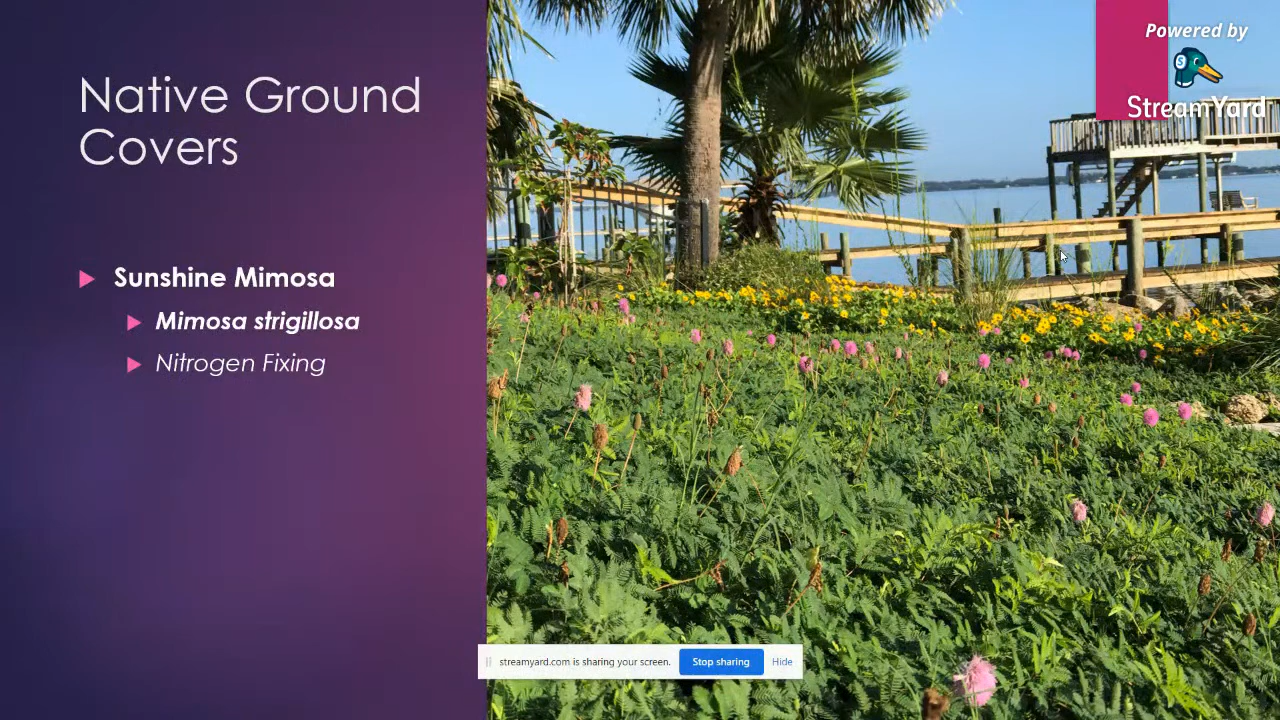 Native Ground
Covers
Sunshine Mimosa
Mimosa strigillosa
Nitrogen Fixing
Powered by
StreamYard
streamyard.com is sharing your screen.
Stop sharing
Hide